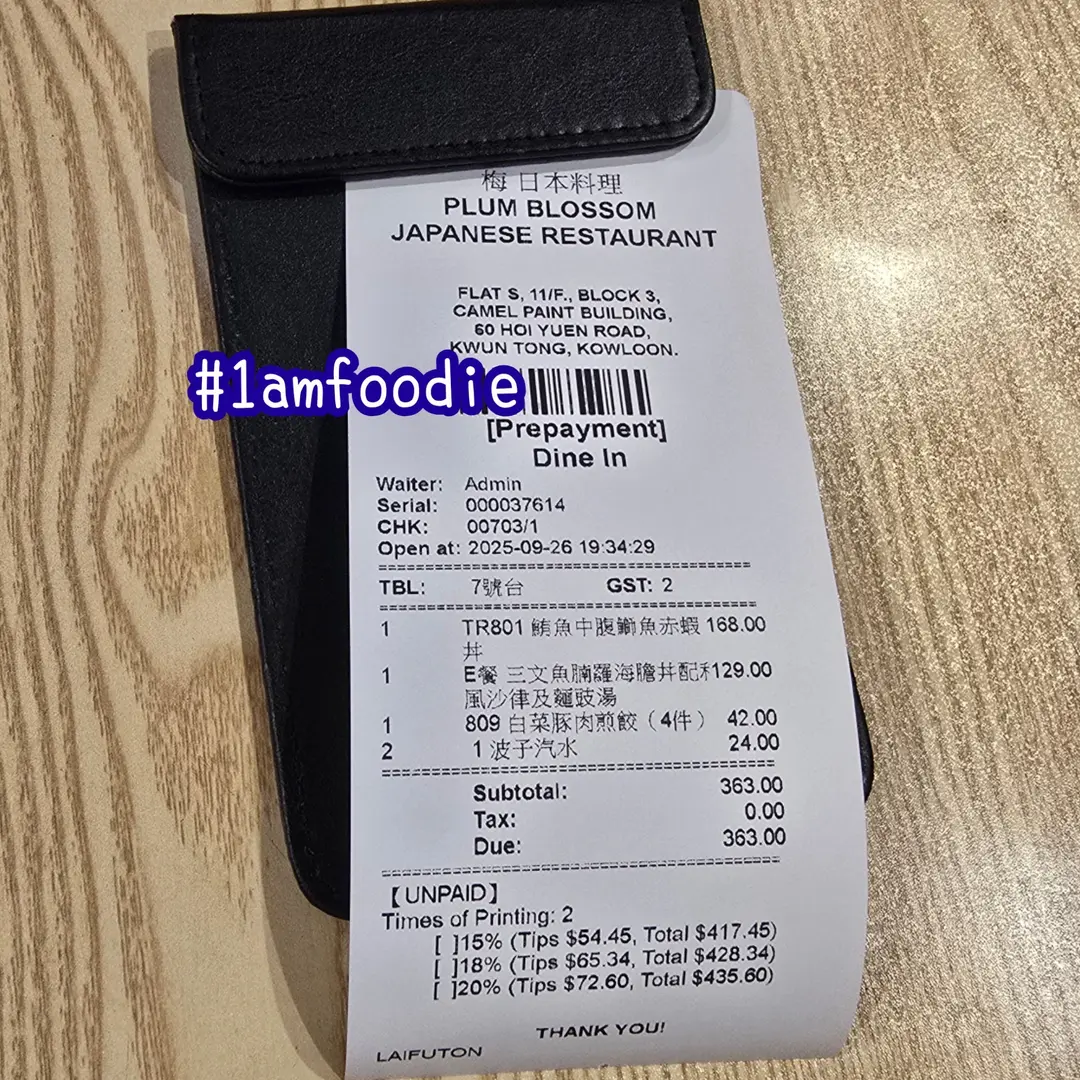 梅 日本料理
PLUM BLOSSOM
JAPANESE RESTAURANT
FLAT S, 11/F., BLOCK 3,
CAMEL PAINT BUILDING,
60 HOI YUEN ROAD,
KWUN TONG, KOWLOON.
#1amfoodie
[Prepayment]
Dine In
Waiter: Admin
Serial: 000037614
CHK: 00703/1
Open at: 2025-09-26 19:34:29
TBL: 7號台 GST: 2
1 TR801 鮪魚中腹鰤魚赤蝦 168.00
丼
1 E餐 三文魚腩羅海膽丼配和129.00
風沙律及麵豉湯
1 809 白菜豚肉煎餃（4件） 42.00
2 1 波子汽水 24.00
Subtotal: 363.00
Tax: 0.00
Due: 363.00
【UNPAID】
Times of Printing: 2
[ ]15% (Tips $54.45, Total $417.45)
[ ]18% (Tips $65.34, Total $428.34)
[ ]20% (Tips $72.60, Total $435.60)
THANK YOU!
LAIFUTON